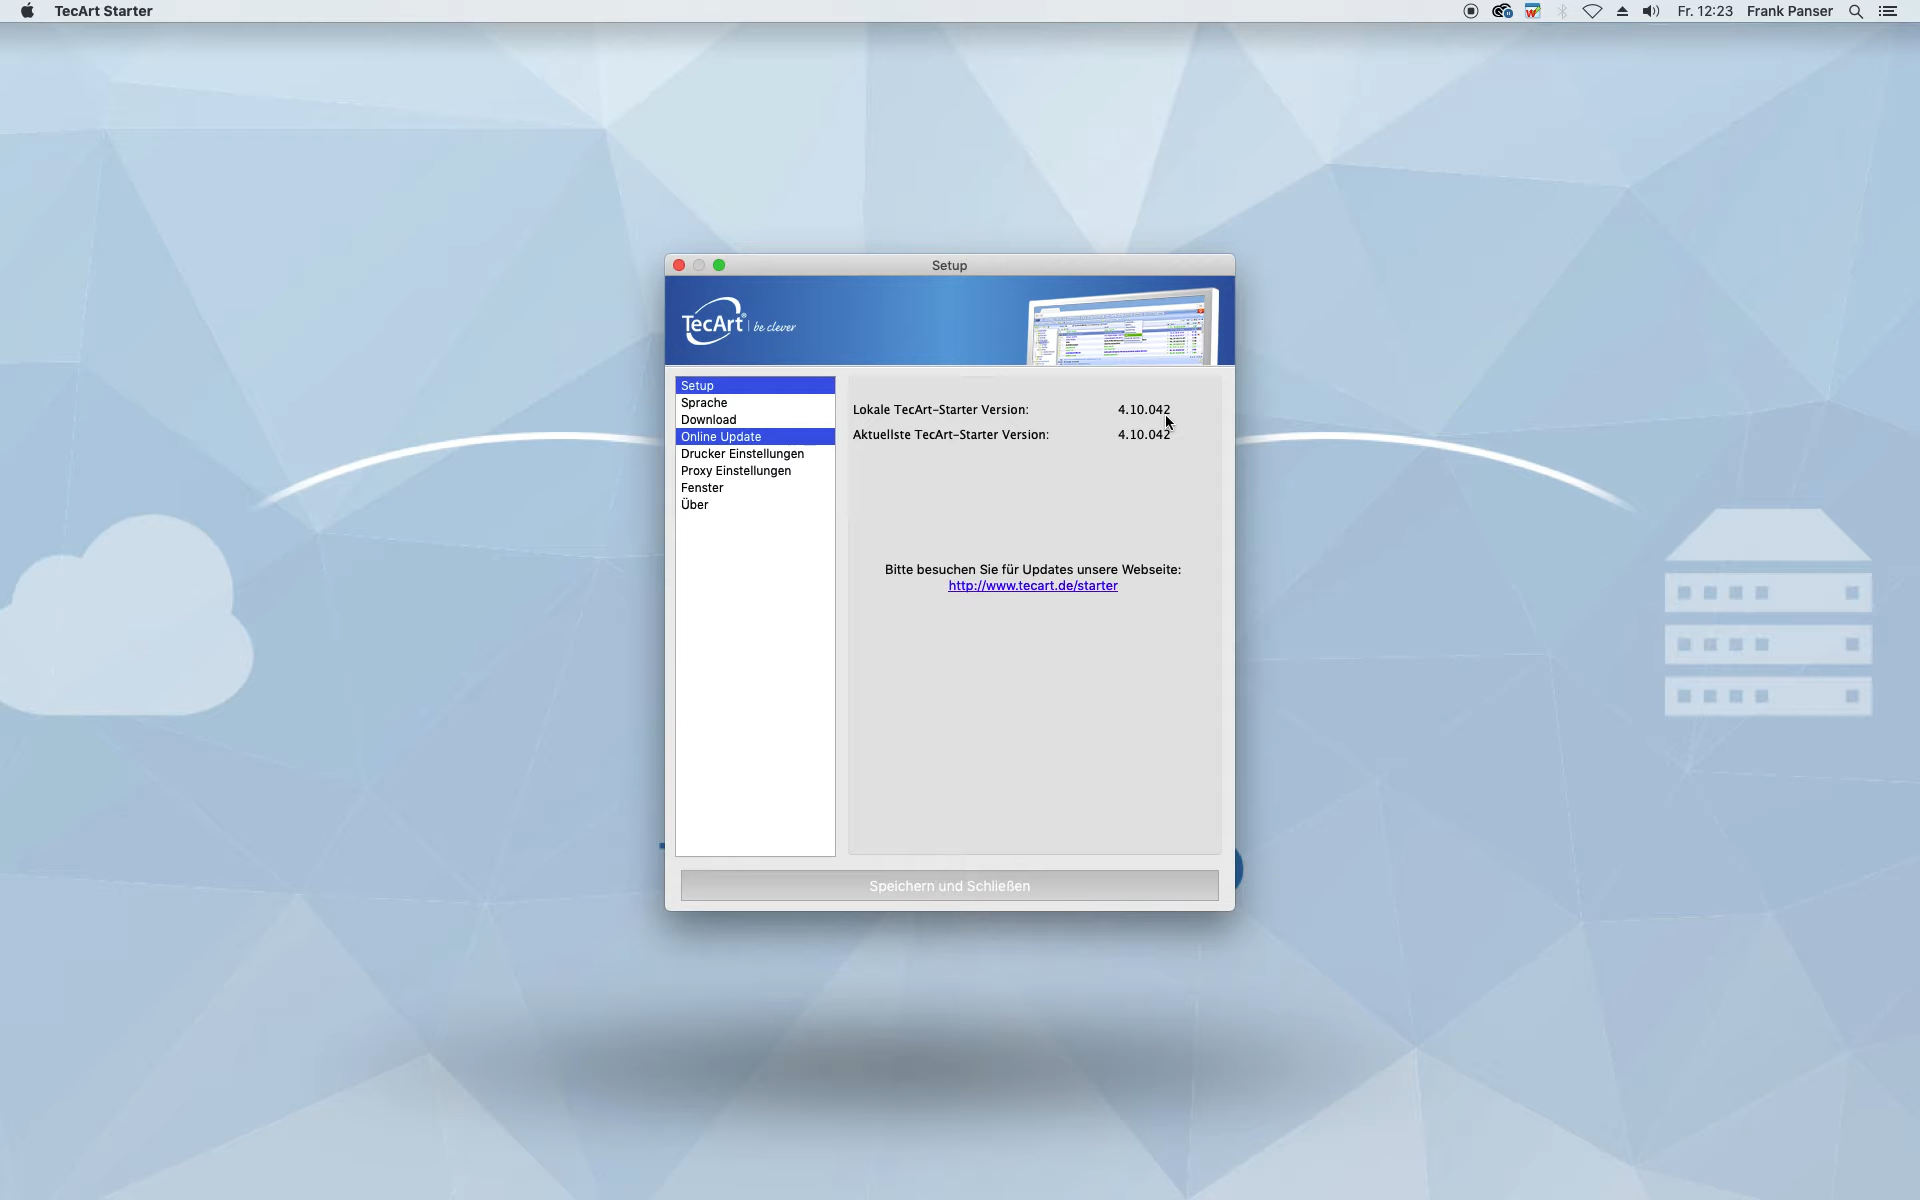 TecArt Starter
Fr. 12:23 Frank Panser
Setup
TecArt® be clever
Setup
Sprache
Download
Online Update
Drucker Einstellungen
Proxy Einstellungen
Fenster
Über
Lokale TecArt-Starter Version: 4.10.042
Aktuellste TecArt-Starter Version: 4.10.042
Bitte besuchen Sie für Updates unsere Webseite:
http://www.tecart.de/starter
Speichern und Schließen